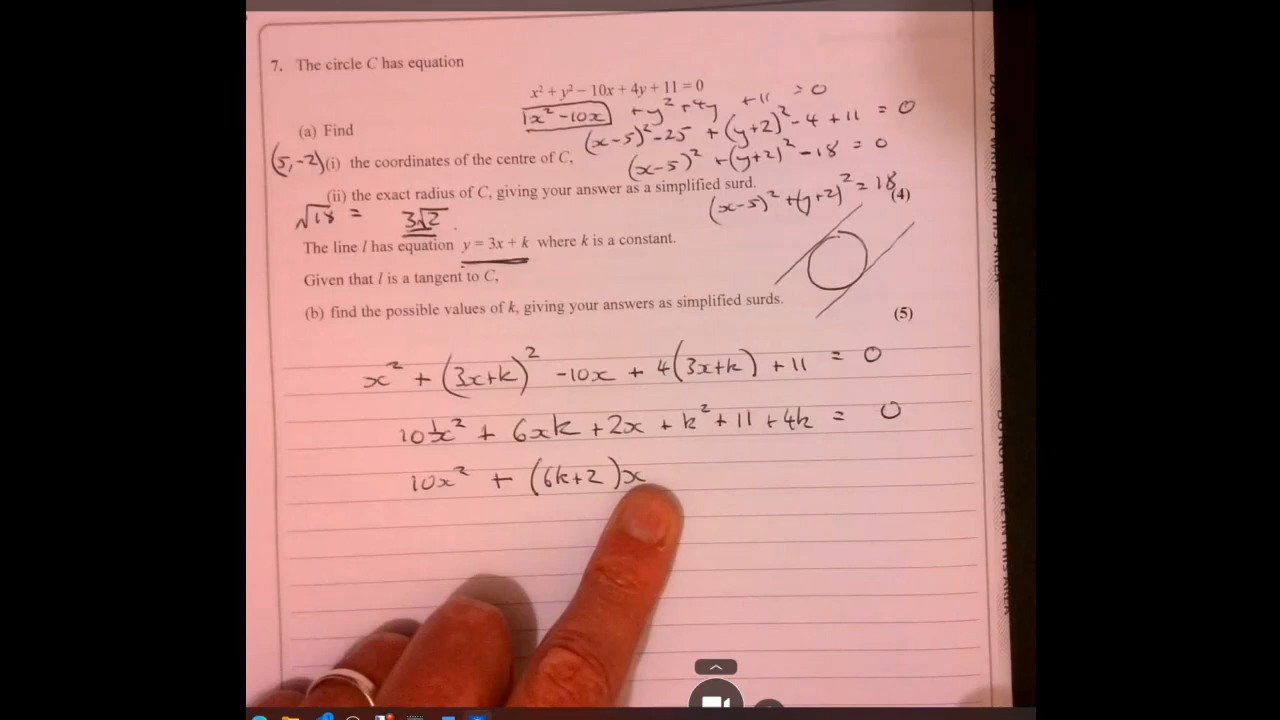 7. The circle C has equation
x² + y² − 10x + 4y + 11 = 0
x² −10x + y² + 4y + 11 = 0
(a) Find
(x−5)² −25 + (y+2)² − 4 + 11 = 0
(5, −2) (i) the coordinates of the centre of C,
(x−5)² + (y+2)² − 18 = 0
(ii) the exact radius of C, giving your answer as a simplified surd.
(x−5)² + (y+2)² = 18
(4)
√18 = 3√2
The line l has equation y = 3x + k where k is a constant.
Given that l is a tangent to C,
(b) find the possible values of k, giving your answers as simplified surds.
(5)
x² + (3x+k)² −10x + 4(3x+k) + 11 = 0
10x² + 6xk + 2x + k² + 11 + 4k = 0
10x² + (6k+2)x